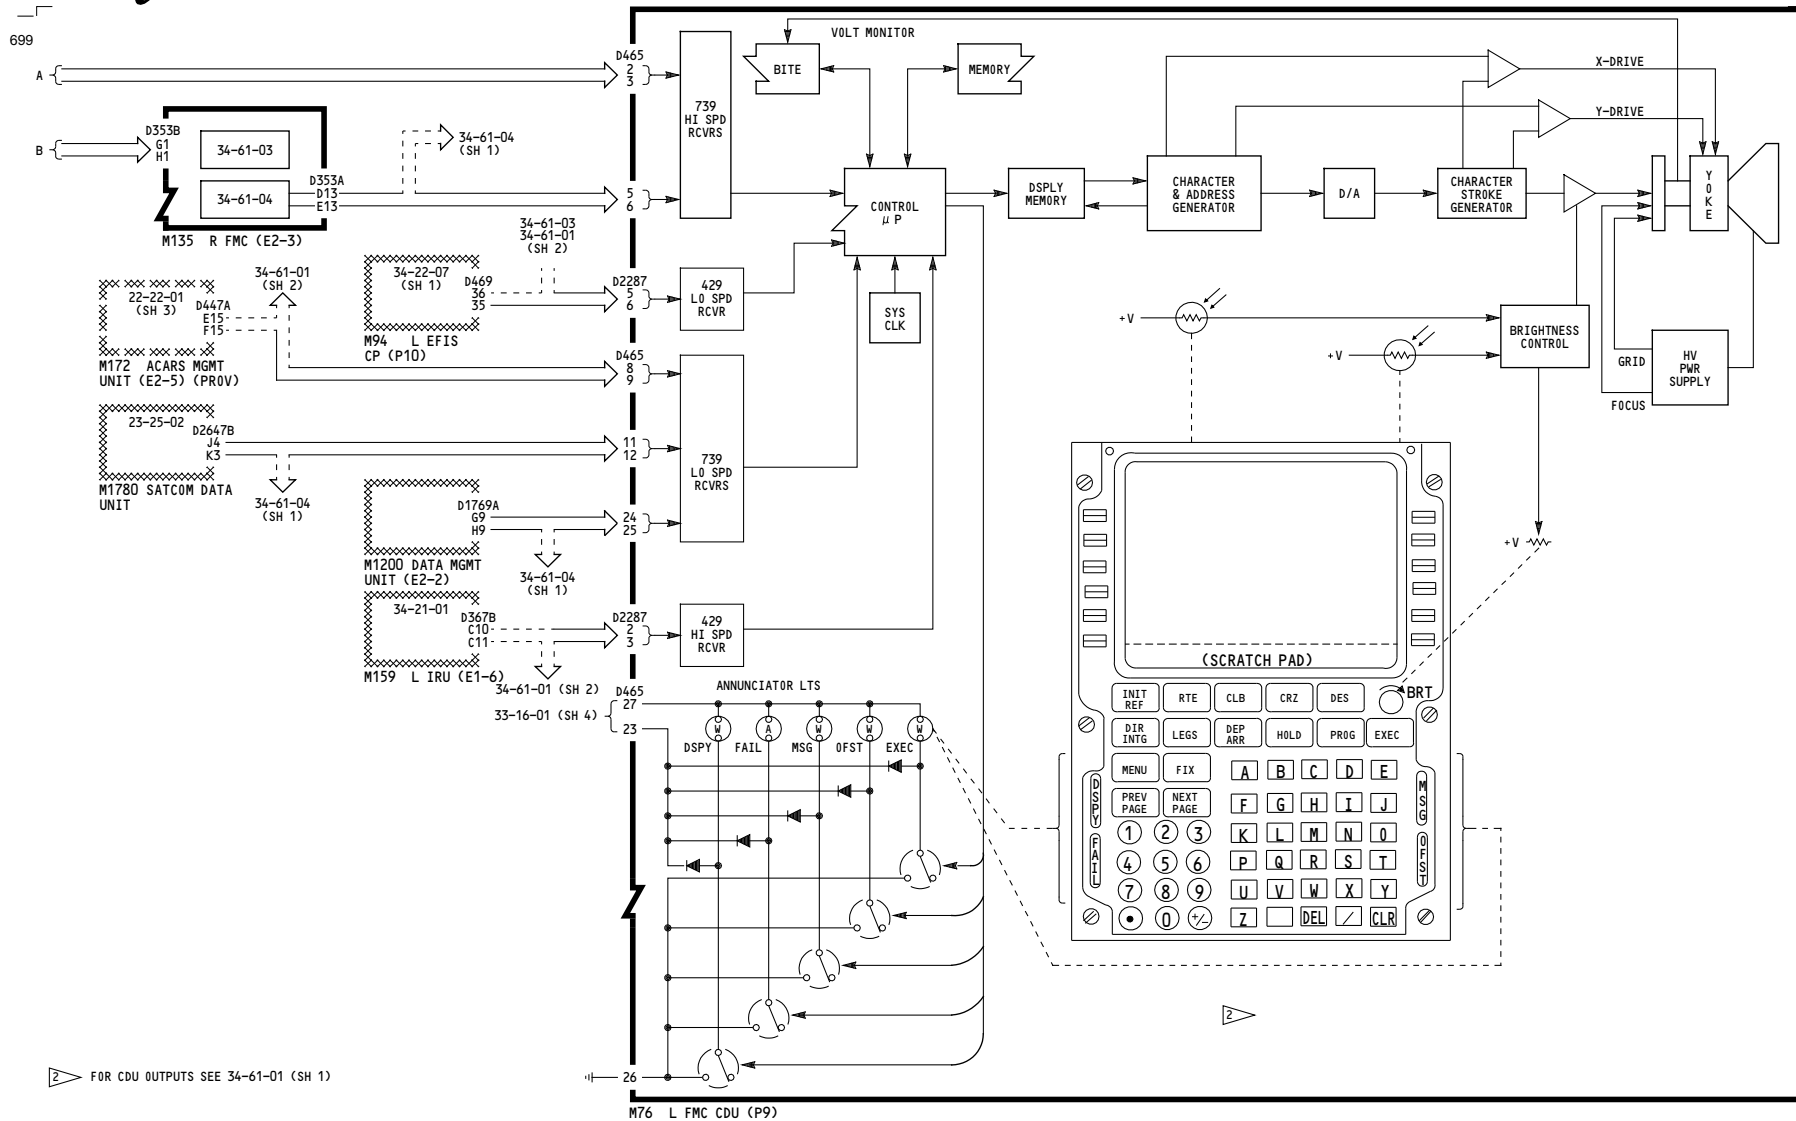 699
VOLT MONITOR
A
D465
2
3
739
HI SPD
RCVRS
BITE
MEMORY
X-DRIVE
Y-DRIVE
B
D353B
G1
H1
34-61-03
34-61-04
D353A
D13
E13
34-61-04
(SH 1)
5
6
M135 R FMC (E2-3)
CONTROL
μ P
DSPLY
MEMORY
CHARACTER
& ADDRESS
GENERATOR
D/A
CHARACTER
STROKE
GENERATOR
Y
O
K
E
34-61-03
34-61-01
(SH 2)
34-61-01
(SH 2)
22-22-01
(SH 3)
D447A
E15
F15
M172 ACARS MGMT
UNIT (E2-5) (PROV)
34-22-07
(SH 1)
D469
36
35
M94 L EFIS
CP (P10)
D2287
5
6
429
LO SPD
RCVR
SYS
CLK
+V
+V
BRIGHTNESS
CONTROL
GRID
FOCUS
HV
PWR
SUPPLY
D465
8
9
23-25-02
D2647B
J4
K3
M1780 SATCOM DATA
UNIT
34-61-04
(SH 1)
11
12
739
LO SPD
RCVRS
D1769A
G9
H9
M1200 DATA MGMT
UNIT (E2-2)
24
25
34-61-04
(SH 1)
+V
34-21-01
D367B
C10
C11
M159 L IRU (E1-6)
D2287
2
3
429
HI SPD
RCVR
34-61-01 (SH 2)
33-16-01 (SH 4)
D465
27
23
ANNUNCIATOR LTS
W
A
W
W
W
DSPY
FAIL
MSG
OFST
EXEC
(SCRATCH PAD)
INIT
REF
RTE
CLB
CRZ
DES
BRT
DIR
INTG
LEGS
DEP
ARR
HOLD
PROG
EXEC
MENU
FIX
A B C D E
PREV
PAGE
NEXT
PAGE
F G H I J
1 2 3
K L M N O
4 5 6
P Q R S T
7 8 9
U V W X Y
• 0 +/-
Z DEL / CLR
DSPY
FAIL
MSG
OFST
2
2 FOR CDU OUTPUTS SEE 34-61-01 (SH 1)
26
M76 L FMC CDU (P9)